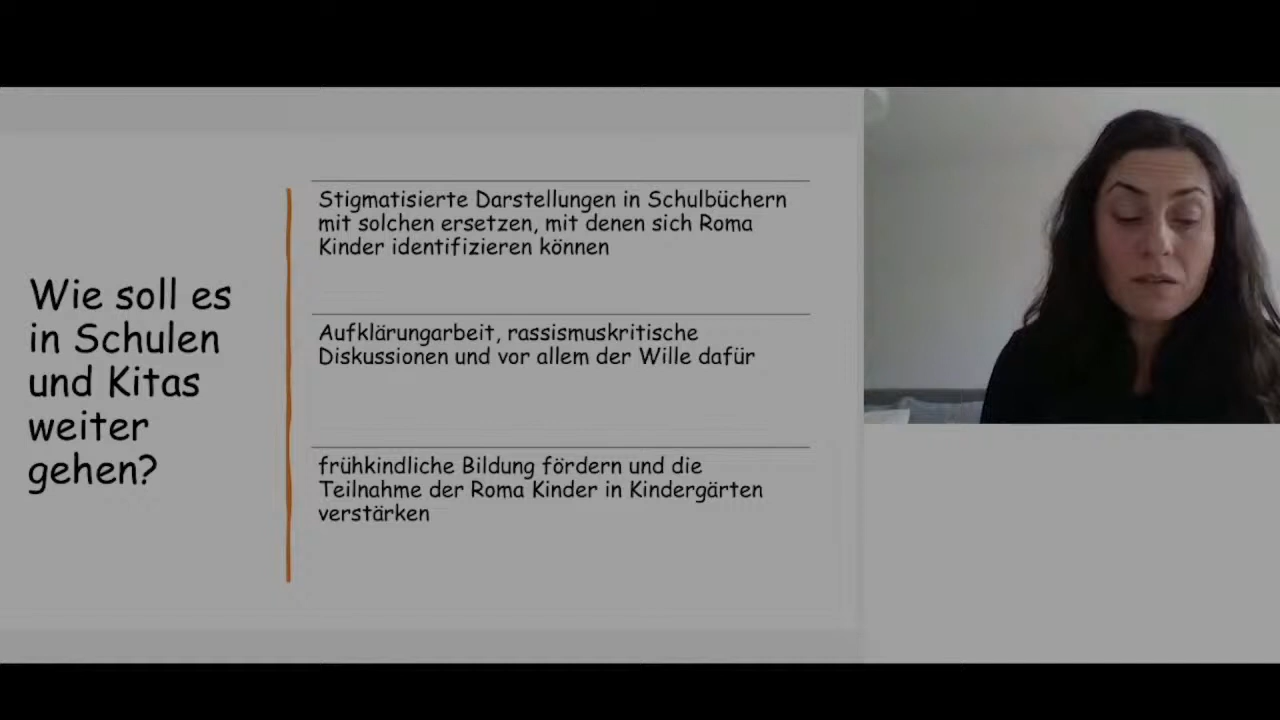 Wie soll es
in Schulen
und Kitas
weiter
gehen?
Stigmatisierte Darstellungen in Schulbüchern
mit solchen ersetzen, mit denen sich Roma
Kinder identifizieren können
Aufklärungarbeit, rassismuskritische
Diskussionen und vor allem der Wille dafür
frühkindliche Bildung fördern und die
Teilnahme der Roma Kinder in Kindergärten
verstärken